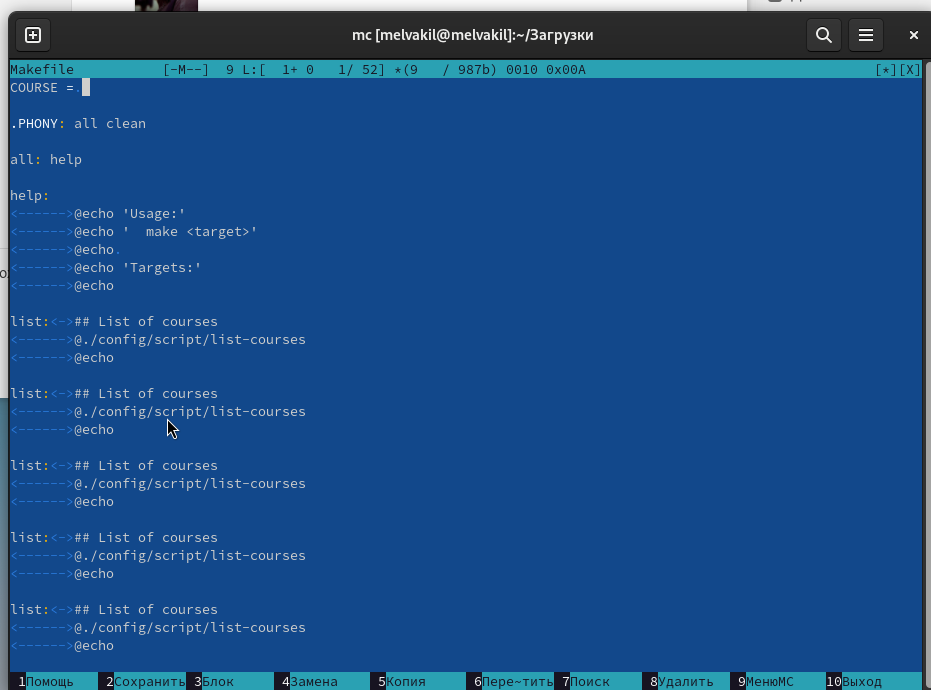 mc [melvakil@melvakil]:~/Загрузки
Makefile [-M--] 9 L:[ 1+ 0 1/ 52] *(9 / 987b) 0010 0x00A [*][X]
COURSE =.
.PHONY: all clean
all: help
help:
<------>@echo 'Usage:'
<------>@echo '  make <target>'
<------>@echo.
<------>@echo 'Targets:'
<------>@echo
list:<->## List of courses
<------>@./config/script/list-courses
<------>@echo
list:<->## List of courses
<------>@./config/script/list-courses
<------>@echo
list:<->## List of courses
<------>@./config/script/list-courses
<------>@echo
list:<->## List of courses
<------>@./config/script/list-courses
<------>@echo
list:<->## List of courses
<------>@./config/script/list-courses
<------>@echo
1Помощь 2Сохранить 3Блок 4Замена 5Копия 6Пере~тить 7Поиск 8Удалить 9МенюМС 10Выход